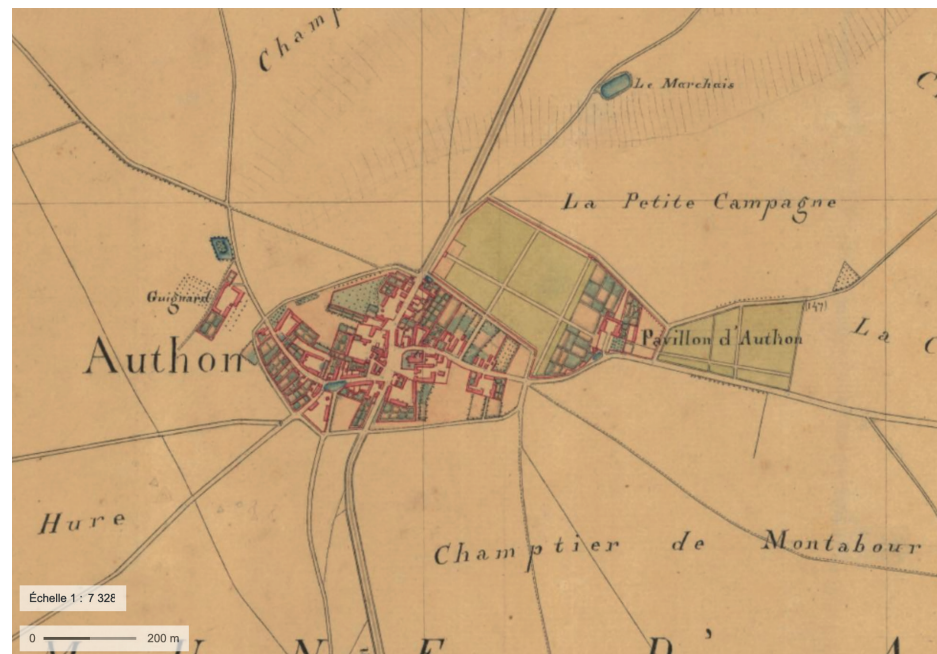 Champ
Le Marchais
La Petite Campagne
Guignard
Pavillon d'Authon
(147)
La
Authon
Hure
Champtier de Montabour
Échelle 1 : 7 328
0 200 m